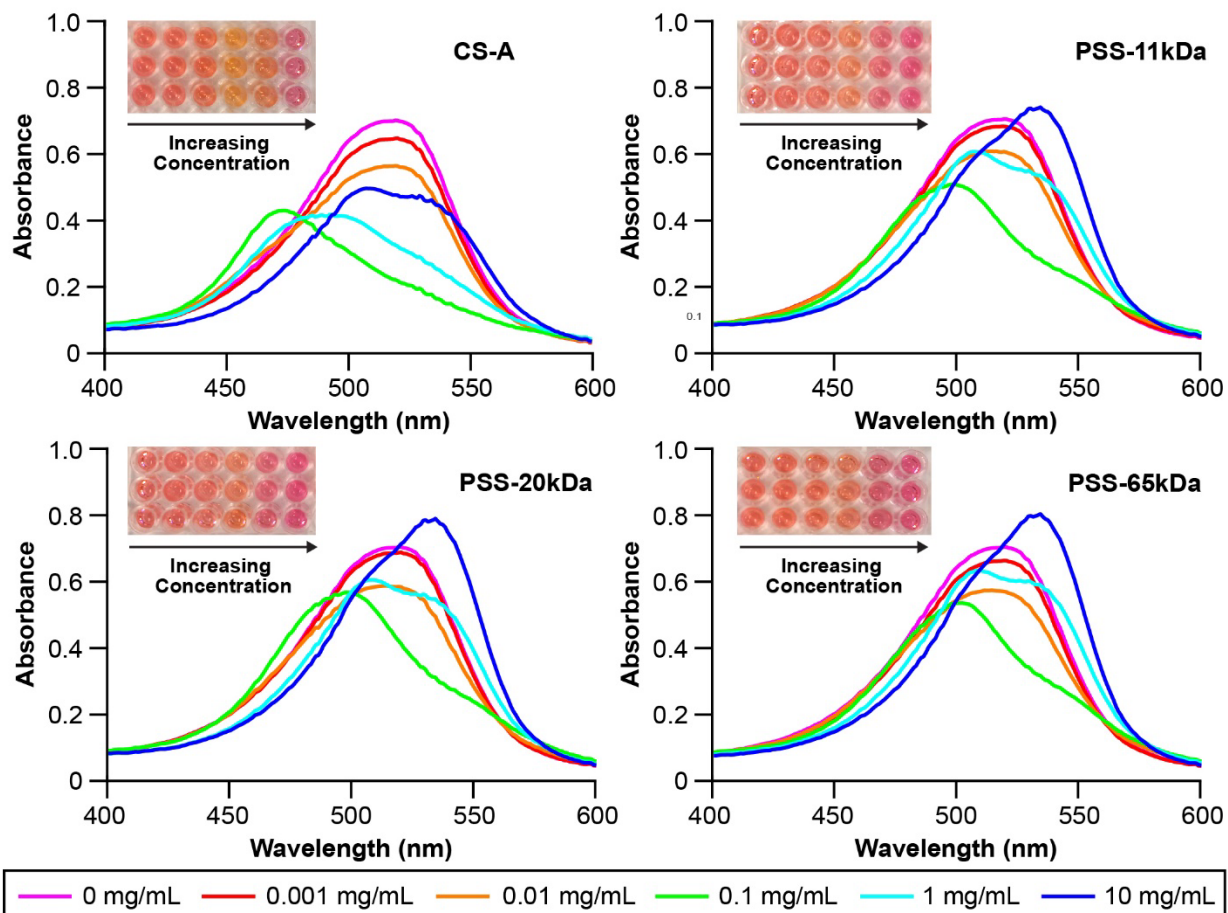 1.0
CS-A
0.8
0.6
0.4
0.2
0
Absorbance
Increasing
Concentration
400 450 500 550 600
Wavelength (nm)
PSS-11kDa
0.8
0.6
0.4
0.2
0
1.0
0.1
Absorbance
Increasing
Concentration
400 450 500 550 600
Wavelength (nm)
1.0
PSS-20kDa
0.8
0.6
0.4
0.2
0
Absorbance
Increasing
Concentration
400 450 500 550 600
Wavelength (nm)
1.0
PSS-65kDa
0.8
0.6
0.4
0.2
0
Absorbance
Increasing
Concentration
400 450 500 550 600
Wavelength (nm)
0 mg/mL 0.001 mg/mL 0.01 mg/mL 0.1 mg/mL 1 mg/mL 10 mg/mL